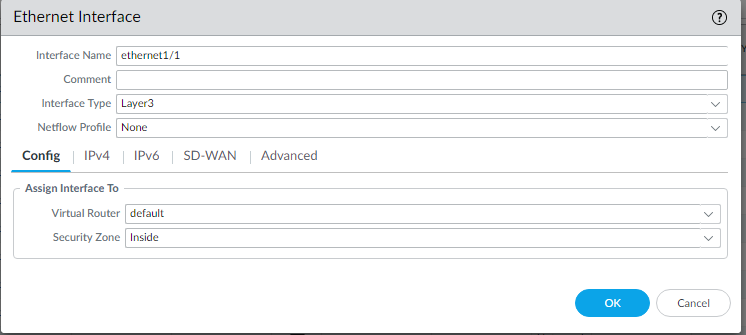 Ethernet Interface
Interface Name ethernet1/1
Comment
Interface Type Layer3
Netflow Profile None
Config IPv4 IPv6 SD-WAN Advanced
Assign Interface To
Virtual Router default
Security Zone Inside
OK Cancel